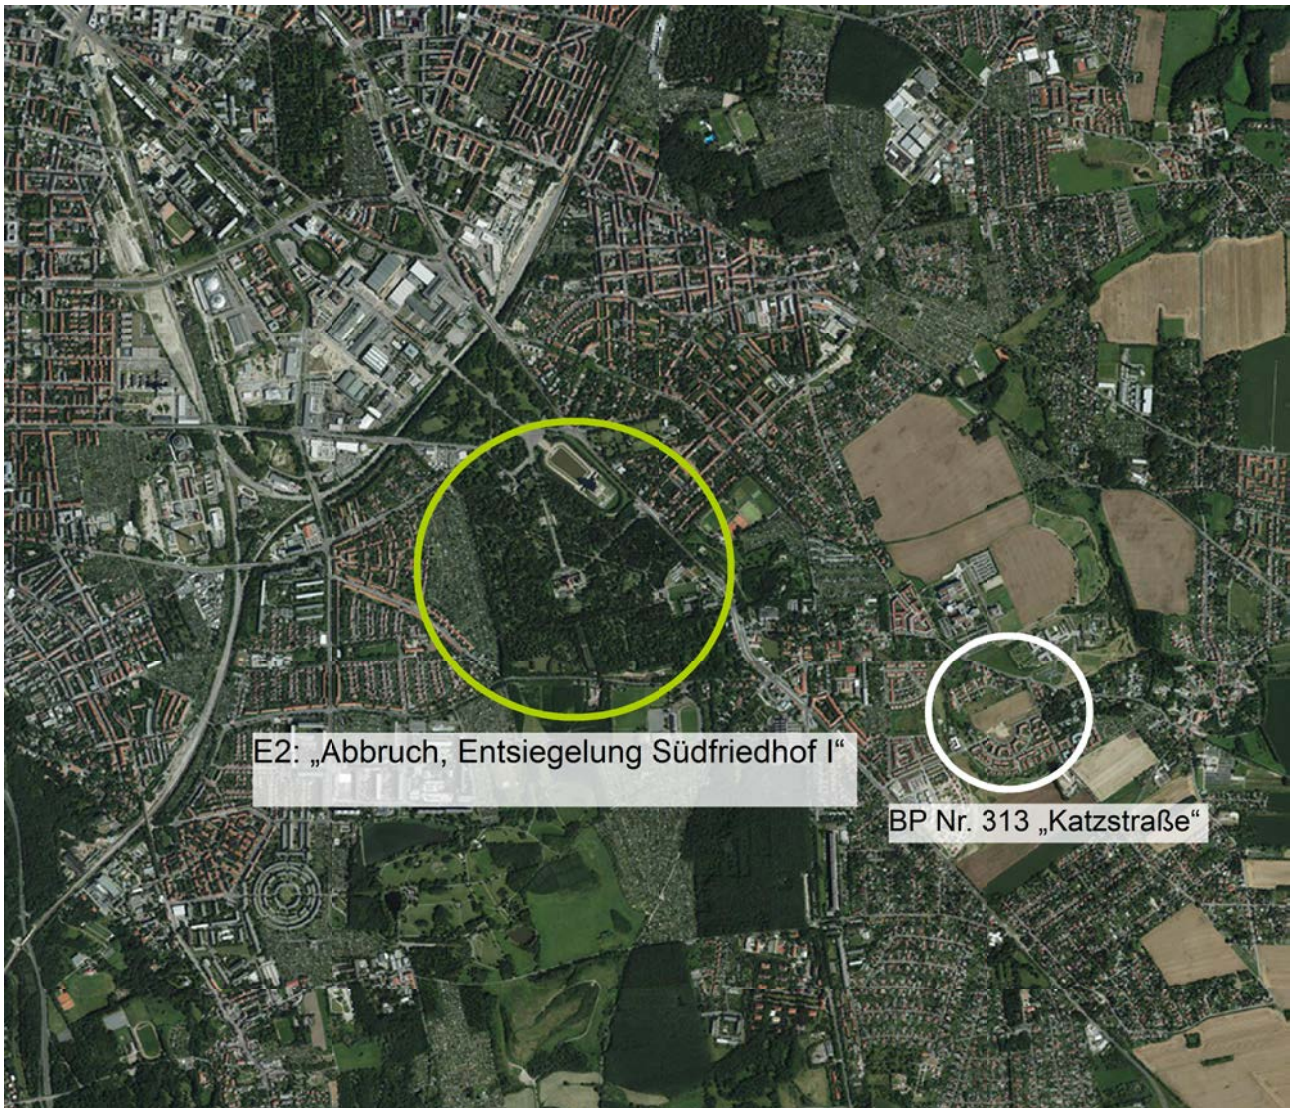 E2: „Abbruch, Entsiegelung Südfriedhof I“
BP Nr. 313 „Katzstraße“